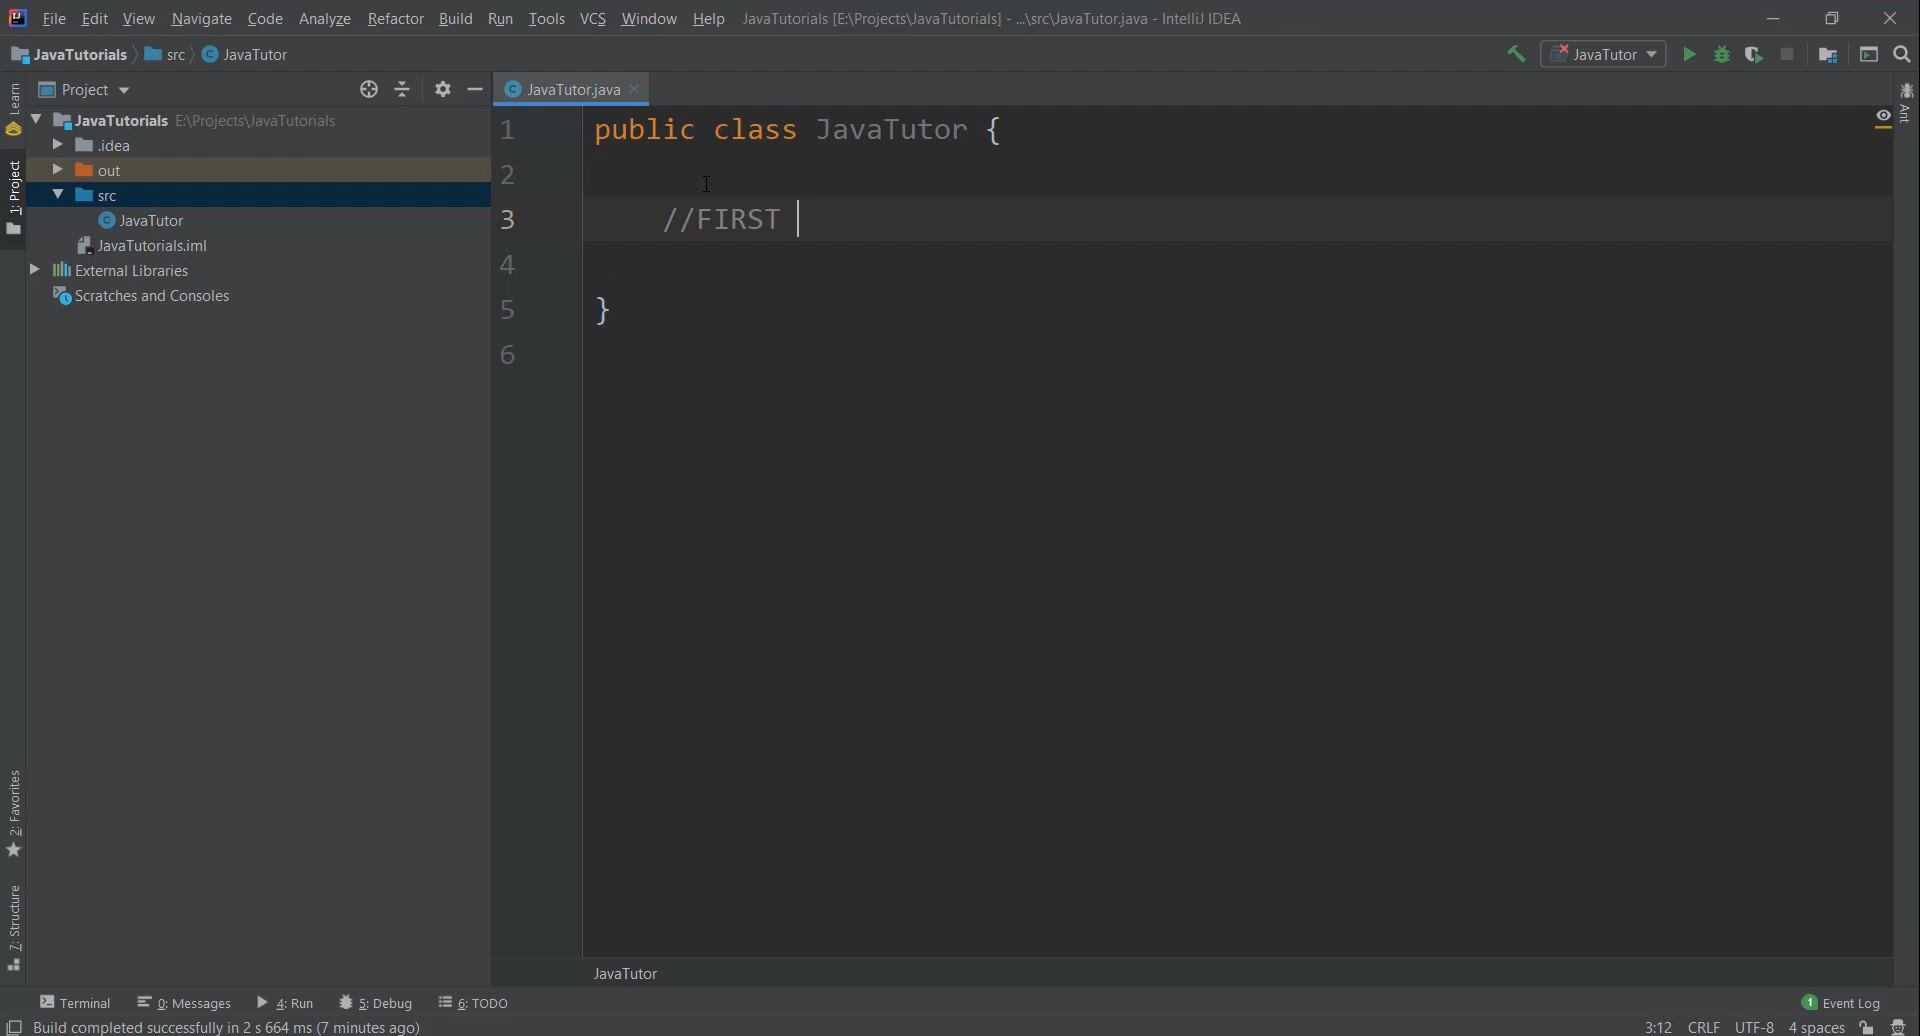 File Edit View Navigate Code Analyze Refactor Build Run Tools VCS Window Help JavaTutorials [E:\Projects\JavaTutorials] - ...\src\JavaTutor.java - IntelliJ IDEA
JavaTutorials src JavaTutor JavaTutor
Learn
1: Project
2: Favorites
7: Structure
Project
JavaTutorials E:\Projects\JavaTutorials
.idea
out
src
JavaTutor
JavaTutorials.iml
External Libraries
Scratches and Consoles
JavaTutor.java
1 public class JavaTutor {
2
3 //FIRST
4
5 }
6
JavaTutor
Ant
Terminal 0: Messages 4: Run 5: Debug 6: TODO 1 Event Log
Build completed successfully in 2 s 664 ms (7 minutes ago) 3:12 CRLF UTF-8 4 spaces